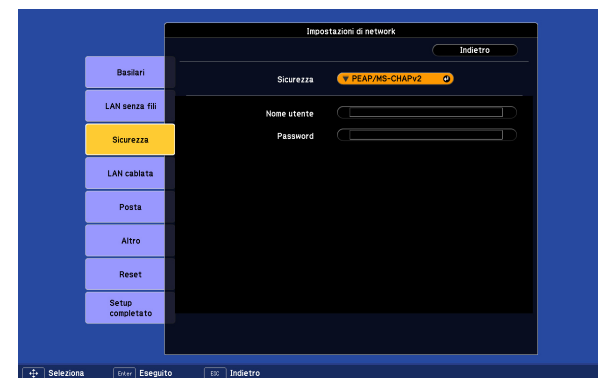 Impostazioni di network
Indietro
Basilari
LAN senza fili
Sicurezza
LAN cablata
Posta
Altro
Reset
Setup
completato
Sicurezza
PEAP/MS-CHAPv2
Nome utente
Password
Seleziona
Enter Eseguito
ESC Indietro